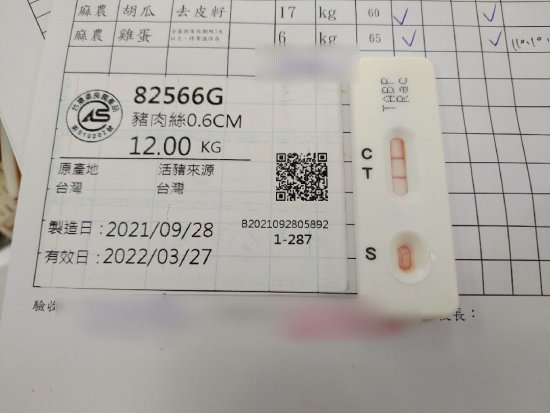 麻農 胡瓜 去皮籽 17 kg 60
麻農 雞蛋 6 kg 65
82566G
豬肉絲0.6CM
12.00 KG
原產地 活豬來源
台灣 台灣
製造日：2021/09/28
有效日：2022/03/27
B2021092805892
1-287
C
T
S
驗收
長：